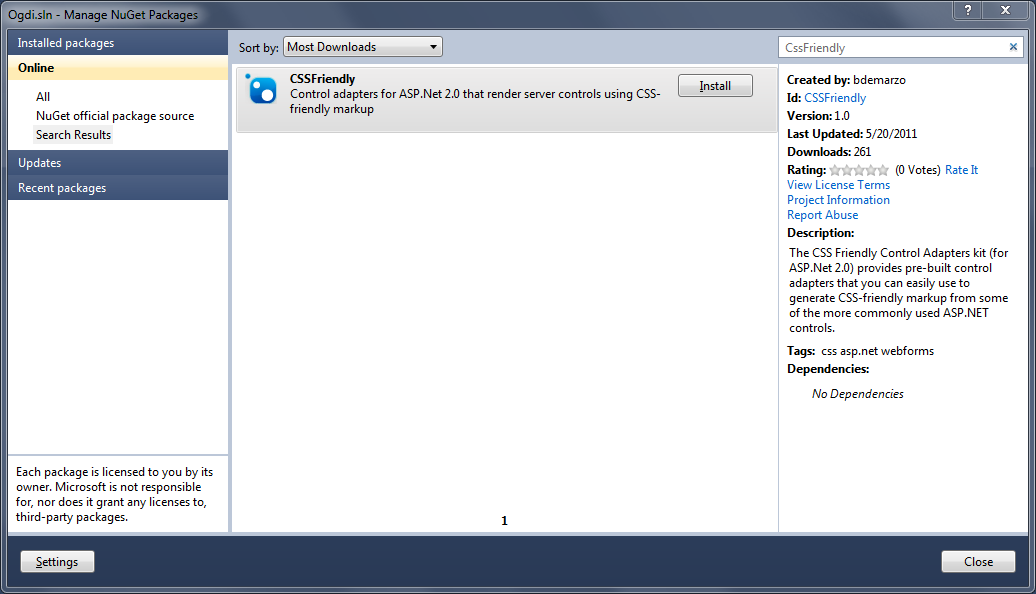 Ogdi.sln - Manage NuGet Packages
?
Installed packages
Online
All
NuGet official package source
Search Results
Updates
Recent packages
Each package is licensed to you by its
owner. Microsoft is not responsible
for, nor does it grant any licenses to,
third-party packages.
Sort by: Most Downloads
CSSFriendly
Control adapters for ASP.Net 2.0 that render server controls using CSS-
friendly markup
Install
1
CssFriendly
Created by: bdemarzo
Id: CSSFriendly
Version: 1.0
Last Updated: 5/20/2011
Downloads: 261
Rating: (0 Votes) Rate It
View License Terms
Project Information
Report Abuse
Description:
The CSS Friendly Control Adapters kit (for
ASP.Net 2.0) provides pre-built control
adapters that you can easily use to
generate CSS-friendly markup from some
of the more commonly used ASP.NET
controls.
Tags: css asp.net webforms
Dependencies:
No Dependencies
Settings
Close